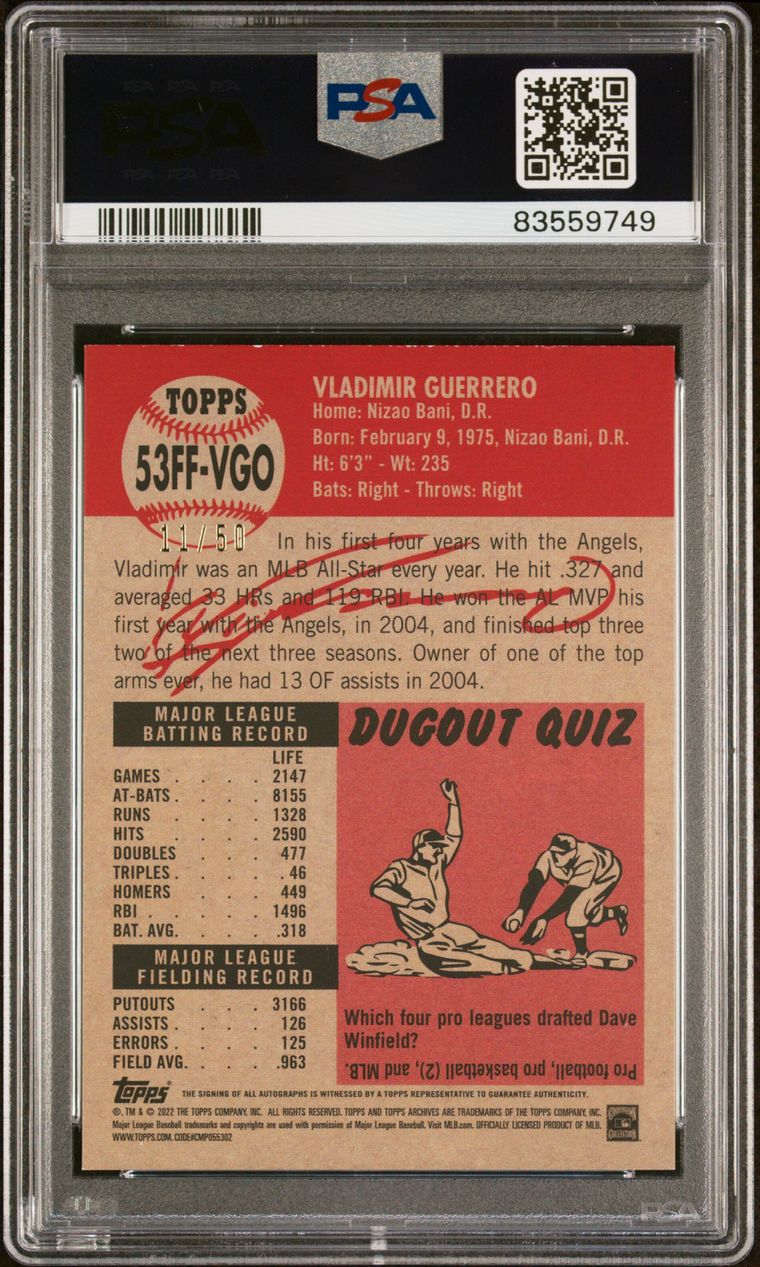 PSA PSA PSA
PSA
PSA PSA PSA
PSA
83559749
TOPPS
53FF-VGO
11/50
VLADIMIR GUERRERO
Home: Nizao Bani, D.R.
Born: February 9, 1975, Nizao Bani, D.R.
Ht: 6'3" - Wt: 235
Bats: Right - Throws: Right
In his first four years with the Angels,
Vladimir was an MLB All-Star every year. He hit .327 and
averaged 33 HRs and 119 RBI. He won the AL MVP his
first year with the Angels, in 2004, and finished top three
two of the next three seasons. Owner of one of the top
arms ever, he had 13 OF assists in 2004.
MAJOR LEAGUE
BATTING RECORD
LIFE
GAMES . . . . 2147
AT-BATS . . . . 8155
RUNS . . . . 1328
HITS . . . . 2590
DOUBLES . . . 477
TRIPLES . . . . 46
HOMERS . . . 449
RBI . . . . 1496
BAT. AVG. . . . .318
MAJOR LEAGUE
FIELDING RECORD
PUTOUTS . . . 3166
ASSISTS . . . . 126
ERRORS . . . . 125
FIELD AVG. . . . .963
DUGOUT QUIZ
Which four pro leagues drafted Dave
Winfield?
Pro football, pro basketball (2), and MLB.
topps
THE SIGNING OF ALL AUTOGRAPHS IS WITNESSED BY A TOPPS REPRESENTATIVE TO GUARANTEE AUTHENTICITY.
®, TM & © 2022 THE TOPPS COMPANY, INC. ALL RIGHTS RESERVED. TOPPS AND TOPPS ARCHIVES ARE TRADEMARKS OF THE TOPPS COMPANY, INC.
Major League Baseball trademarks and copyrights are used with permission of Major League Baseball. Visit MLB.com. OFFICIALLY LICENSED PRODUCT OF MLB.
WWW.TOPPS.COM. CODE#CMP055302
PSA